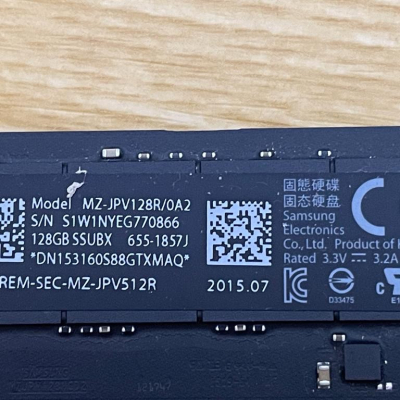 Model MZ-JPV128R/0A2
S/N S1W1NYEG770866
128GB SSUBX 655-1857J
*DN153160S88GTXMAQ*
REM-SEC-MZ-JPV512R
2015.07
固態硬碟
固态硬盘
Samsung
Electronics
Co., Ltd. Product of
Rated 3.3V ⎓ 3.2A
D33475